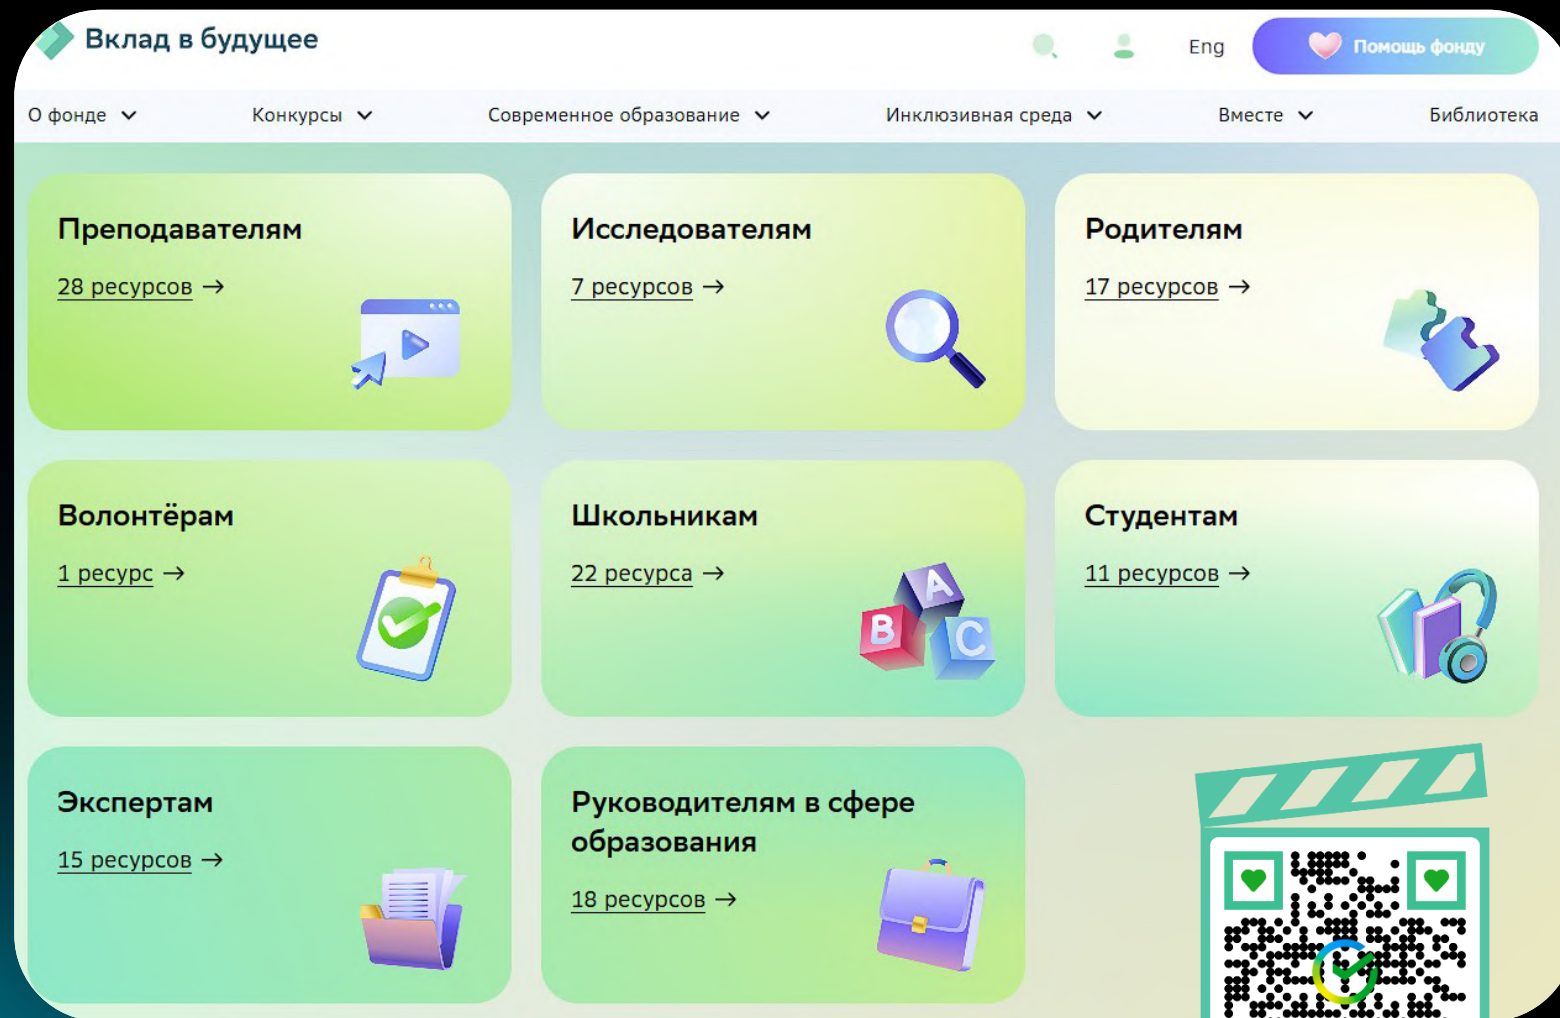 Вклад в будущее
Eng
Помощь фонду
О фонде
Конкурсы
Современное образование
Инклюзивная среда
Вместе
Библиотека
Преподавателям
28 ресурсов →
Исследователям
7 ресурсов →
Родителям
17 ресурсов →
Волонтёрам
1 ресурс →
Школьникам
22 ресурса →
A
B
C
Студентам
11 ресурсов →
Экспертам
15 ресурсов →
Руководителям в сфере
образования
18 ресурсов →